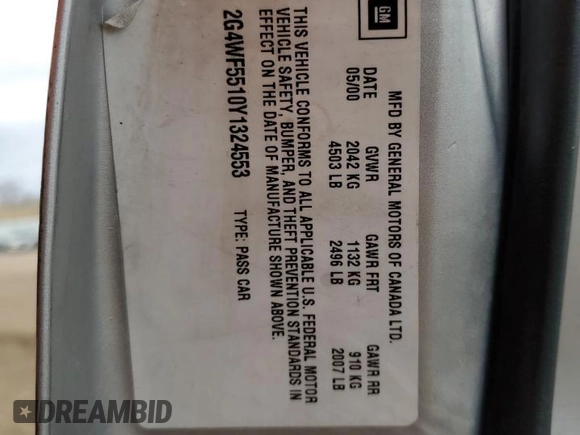 GM
MFD BY GENERAL MOTORS OF CANADA LTD.
DATE GVWR GAWR FRT GAWR RR
05/00 2042 KG 1132 KG 910 KG
4503 LB 2496 LB 2007 LB
THIS VEHICLE CONFORMS TO ALL APPLICABLE U.S. FEDERAL MOTOR
VEHICLE SAFETY, BUMPER, AND THEFT PREVENTION STANDARDS IN
EFFECT ON THE DATE OF MANUFACTURE SHOWN ABOVE.
2G4WF5510Y1324553 TYPE: PASS CAR
DREAMBID